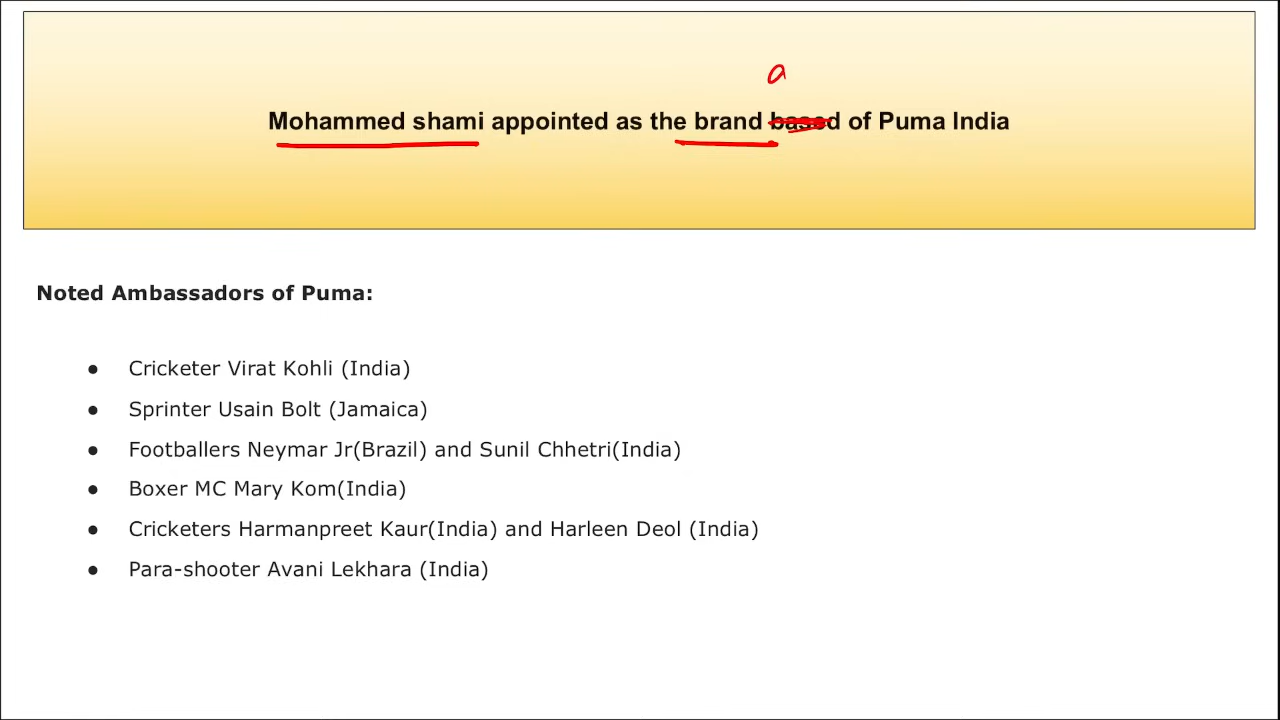 a
Mohammed shami appointed as the brand based of Puma India
Noted Ambassadors of Puma:
● Cricketer Virat Kohli (India)
● Sprinter Usain Bolt (Jamaica)
● Footballers Neymar Jr(Brazil) and Sunil Chhetri(India)
● Boxer MC Mary Kom(India)
● Cricketers Harmanpreet Kaur(India) and Harleen Deol (India)
● Para-shooter Avani Lekhara (India)